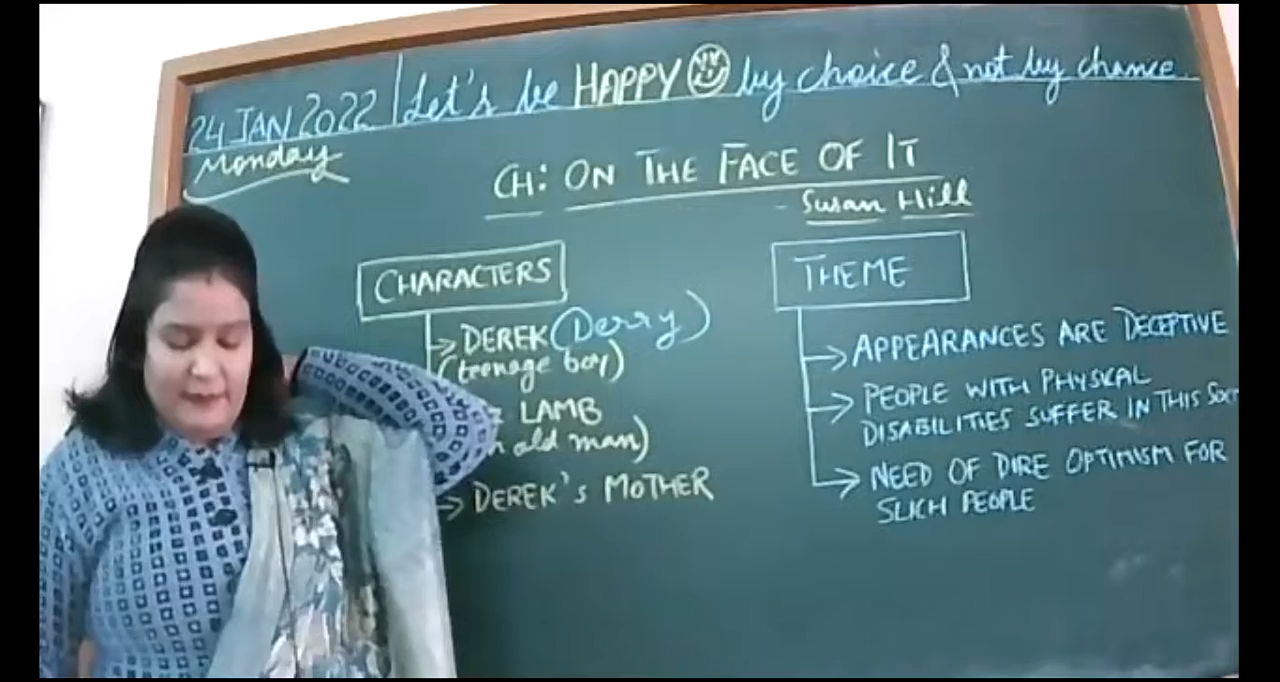 24 JAN 2022 Let's be HAPPY by choice & not by chance.
Monday
CH: ON THE FACE OF IT
- Susan Hill
CHARACTERS
→ DEREK (Derry)
(teenage boy)
LAMB
old man)
→ DEREK'S MOTHER
THEME
→ APPEARANCES ARE DECEPTIVE
→ PEOPLE WITH PHYSICAL
DISABILITIES SUFFER IN THIS
→ NEED OF DIRE OPTIMISM FOR
SUCH PEOPLE